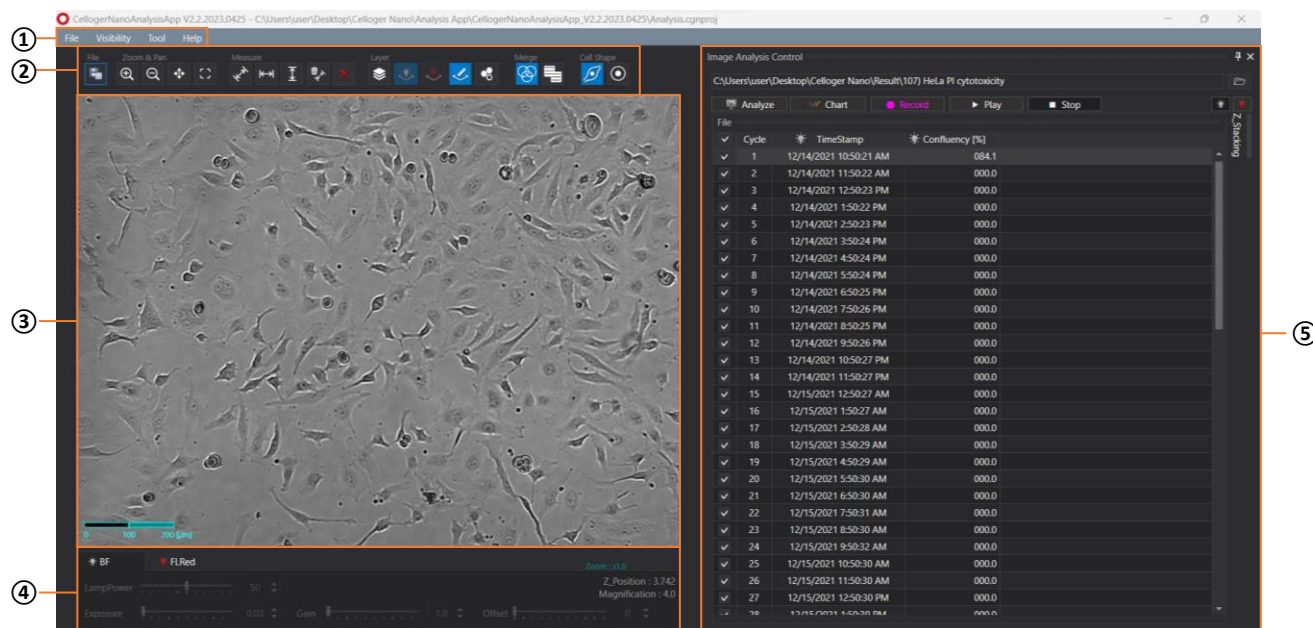 CellogerNanoAnalysisApp V2.2.2023.0425 - C:\Users\user\Desktop\Celloger Nano\Analysis App\CellogerNanoAnalysisApp_V2.2.2023.0425\Analysis.cgnproj
① File Visibility Tool Help
② File Zoom & Pan Measure Layer Merge Cell Shape
③
0 100 200 [µm]
④
BF FLRed Zoom : x1.0
LampPower 50 Z_Position : 3.742
Magnification : 4.0
Exposure 0.03 Gain 1.0 Offset 0
⑤
Image Analysis Control
C:\Users\user\Desktop\Celloger Nano\Result\107) HeLa PI cytotoxicity
Analyze Chart Record Play Stop
File
Z_Stacking
Cycle TimeStamp Confluency [%]
1 12/14/2021 10:50:21 AM 084.1
2 12/14/2021 11:50:22 AM 000.0
3 12/14/2021 12:50:23 PM 000.0
4 12/14/2021 1:50:22 PM 000.0
5 12/14/2021 2:50:23 PM 000.0
6 12/14/2021 3:50:24 PM 000.0
7 12/14/2021 4:50:24 PM 000.0
8 12/14/2021 5:50:24 PM 000.0
9 12/14/2021 6:50:25 PM 000.0
10 12/14/2021 7:50:26 PM 000.0
11 12/14/2021 8:50:25 PM 000.0
12 12/14/2021 9:50:26 PM 000.0
13 12/14/2021 10:50:27 PM 000.0
14 12/14/2021 11:50:27 PM 000.0
15 12/15/2021 12:50:27 AM 000.0
16 12/15/2021 1:50:27 AM 000.0
17 12/15/2021 2:50:28 AM 000.0
18 12/15/2021 3:50:29 AM 000.0
19 12/15/2021 4:50:29 AM 000.0
20 12/15/2021 5:50:30 AM 000.0
21 12/15/2021 6:50:30 AM 000.0
22 12/15/2021 7:50:31 AM 000.0
23 12/15/2021 8:50:30 AM 000.0
24 12/15/2021 9:50:32 AM 000.0
25 12/15/2021 10:50:30 AM 000.0
26 12/15/2021 11:50:30 AM 000.0
27 12/15/2021 12:50:30 PM 000.0
28 12/15/2021 1:50:30 PM 000.0